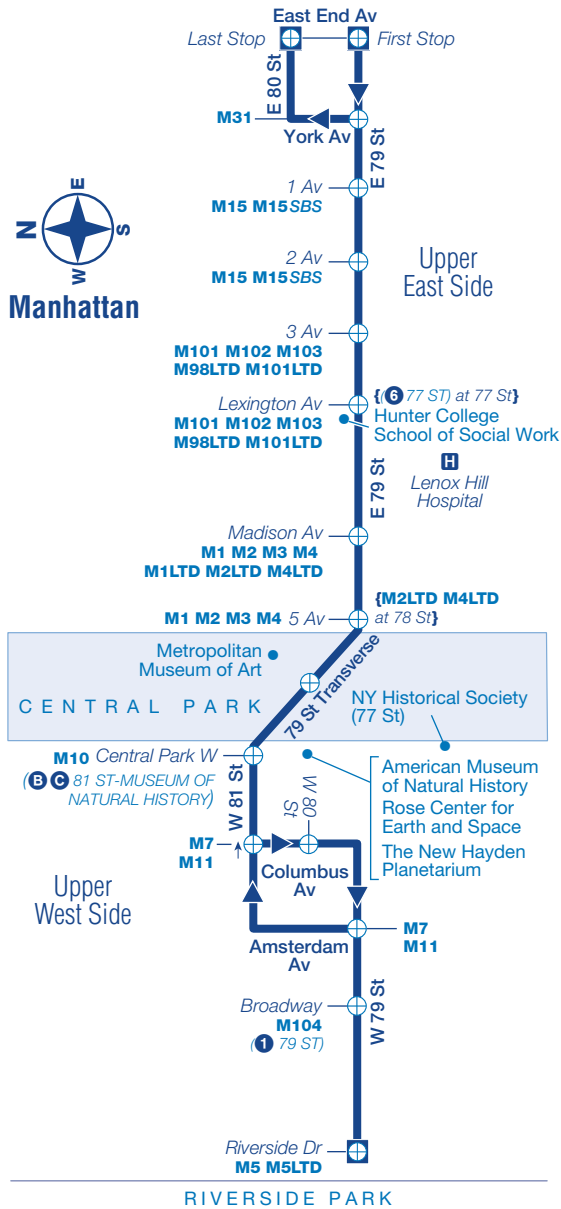 East End Av
Last Stop
First Stop
E 80 St
M31
York Av
E 79 St
N
E
S
W
Manhattan
1 Av
M15 M15SBS
2 Av
M15 M15SBS
Upper
East Side
3 Av
M101 M102 M103
M98LTD M101LTD
Lexington Av
M101 M102 M103
M98LTD M101LTD
{(6 77 ST) at 77 St}
Hunter College
School of Social Work
H
Lenox Hill
Hospital
E 79 St
Madison Av
M1 M2 M3 M4
M1LTD M2LTD M4LTD
M1 M2 M3 M4 5 Av
{M2LTD M4LTD
at 78 St}
Metropolitan
Museum of Art
CENTRAL PARK
79 St Transverse
NY Historical Society
(77 St)
M10 Central Park W
(B C 81 ST-MUSEUM OF
NATURAL HISTORY)
W 81 St
W 80
St
American Museum
of Natural History
Rose Center for
Earth and Space
The New Hayden
Planetarium
M7
M11
Columbus
Av
Upper
West Side
Amsterdam
Av
M7
M11
Broadway
M104
(1 79 ST)
W 79 St
Riverside Dr
M5 M5LTD
RIVERSIDE PARK